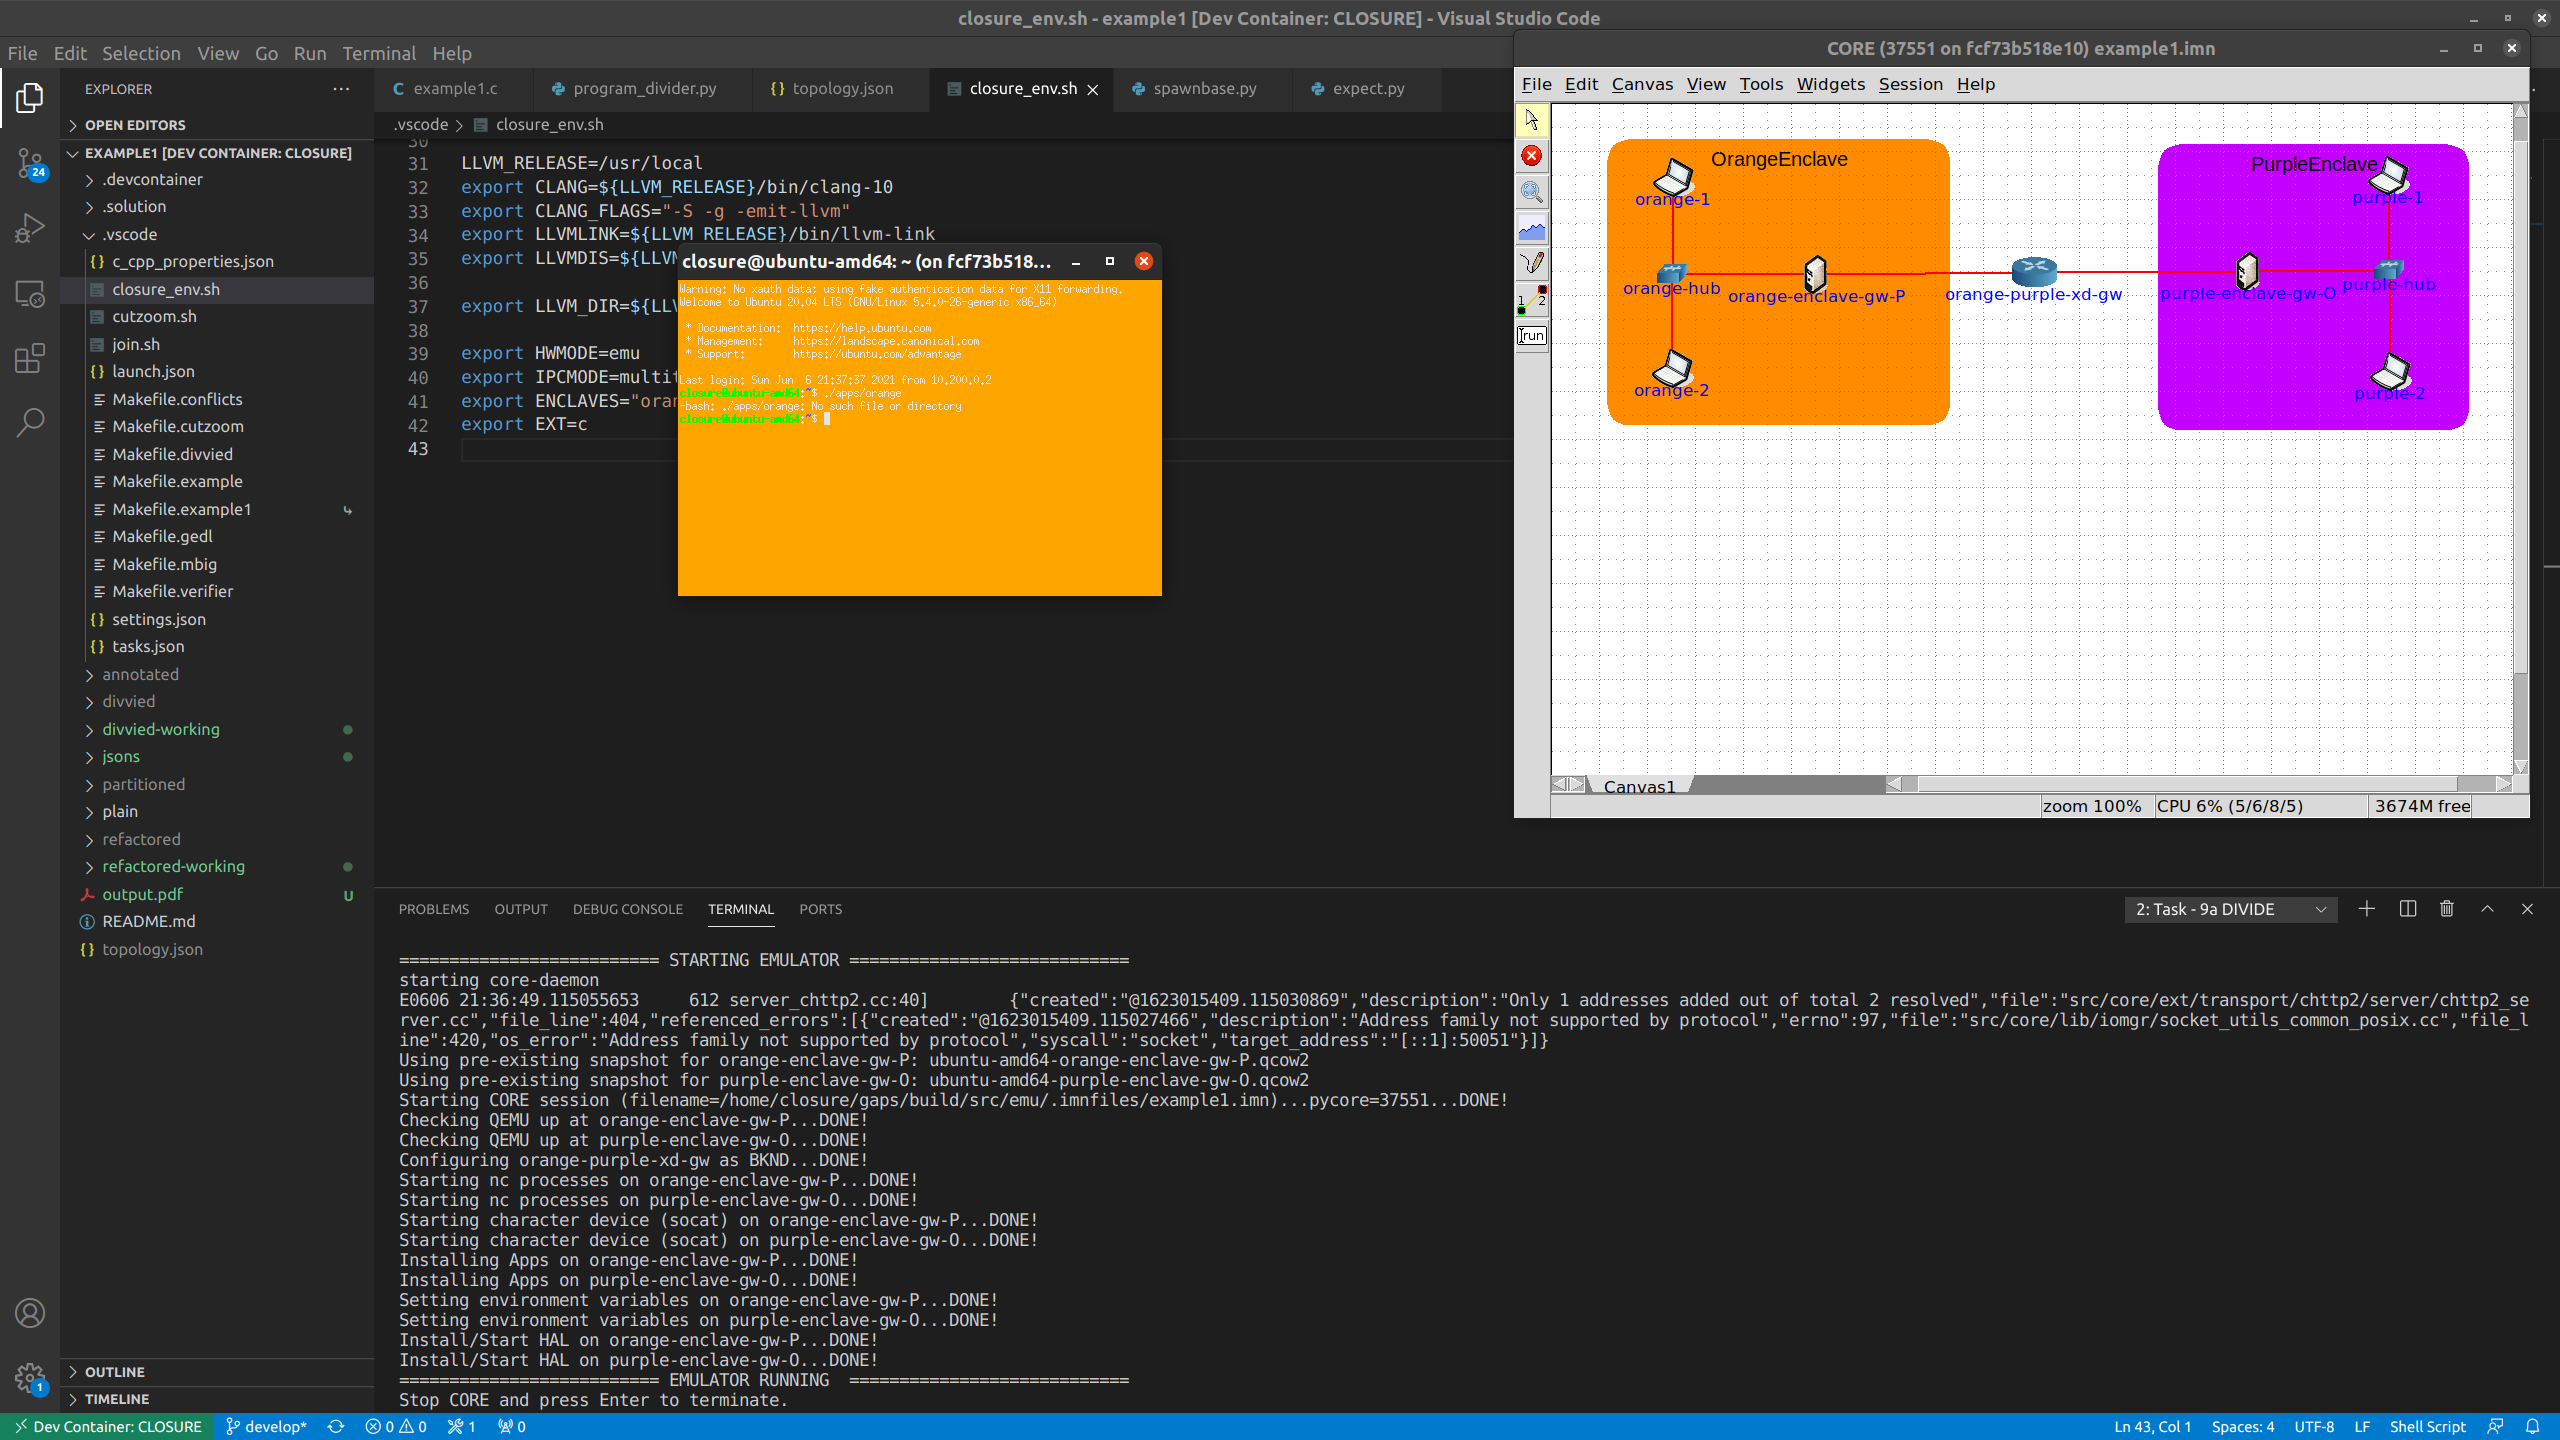 closure_env.sh - example1 [Dev Container: CLOSURE] - Visual Studio Code
File Edit Selection View Go Run Terminal Help
EXPLORER
OPEN EDITORS
EXAMPLE1 [DEV CONTAINER: CLOSURE]
.devcontainer
.solution
.vscode
c_cpp_properties.json
closure_env.sh
cutzoom.sh
join.sh
launch.json
Makefile.conflicts
Makefile.cutzoom
Makefile.divvied
Makefile.example
Makefile.example1
Makefile.gedl
Makefile.mbig
Makefile.verifier
settings.json
tasks.json
annotated
divvied
divvied-working
jsons
partitioned
plain
refactored
refactored-working
output.pdf U
README.md
topology.json
OUTLINE
TIMELINE
24
1
example1.c program_divider.py topology.json closure_env.sh spawnbase.py expect.py
.vscode > closure_env.sh
30
31 LLVM_RELEASE=/usr/local
32 export CLANG=${LLVM_RELEASE}/bin/clang-10
33 export CLANG_FLAGS="-S -g -emit-llvm"
34 export LLVMLINK=${LLVM_RELEASE}/bin/llvm-link
35 export LLVMDIS=${LLV
36
37 export LLVM_DIR=${LL
38
39 export HWMODE=emu
40 export IPCMODE=multi
41 export ENCLAVES="ora
42 export EXT=c
43
closure@ubuntu-amd64: ~ (on fcf73b518...
Warning: No xauth data; using fake authentication data for X11 forwarding.
Welcome to Ubuntu 20.04 LTS (GNU/Linux 5.4.0-26-generic x86_64)
* Documentation: https://help.ubuntu.com
* Management: https://landscape.canonical.com
* Support: https://ubuntu.com/advantage
Last login: Sun Jun 6 21:37:37 2021 from 10.200.0.2
closure@ubuntu-amd64:~$ ./apps/orange
-bash: ./apps/orange: No such file or directory
closure@ubuntu-amd64:~$
CORE (37551 on fcf73b518e10) example1.imn
File Edit Canvas View Tools Widgets Session Help
1 2
run
OrangeEnclave
orange-1
orange-hub
orange-enclave-gw-P
orange-2
orange-purple-xd-gw
PurpleEnclave
purple-1
purple-enclave-gw-O
purple-hub
purple-2
Canvas1
zoom 100% CPU 6% (5/6/8/5) 3674M free
PROBLEMS OUTPUT DEBUG CONSOLE TERMINAL PORTS
2: Task - 9a DIVIDE
========================== STARTING EMULATOR ============================
starting core-daemon
E0606 21:36:49.115055653 612 server_chttp2.cc:40] {"created":"@1623015409.115030869","description":"Only 1 addresses added out of total 2 resolved","file":"src/core/ext/transport/chttp2/server/chttp2_se
rver.cc","file_line":404,"referenced_errors":[{"created":"@1623015409.115027466","description":"Address family not supported by protocol","errno":97,"file":"src/core/lib/iomgr/socket_utils_common_posix.cc","file_l
ine":420,"os_error":"Address family not supported by protocol","syscall":"socket","target_address":"[::1]:50051"}]}
Using pre-existing snapshot for orange-enclave-gw-P: ubuntu-amd64-orange-enclave-gw-P.qcow2
Using pre-existing snapshot for purple-enclave-gw-O: ubuntu-amd64-purple-enclave-gw-O.qcow2
Starting CORE session (filename=/home/closure/gaps/build/src/emu/.imnfiles/example1.imn)...pycore=37551...DONE!
Checking QEMU up at orange-enclave-gw-P...DONE!
Checking QEMU up at purple-enclave-gw-O...DONE!
Configuring orange-purple-xd-gw as BKND...DONE!
Starting nc processes on orange-enclave-gw-P...DONE!
Starting nc processes on purple-enclave-gw-O...DONE!
Starting character device (socat) on orange-enclave-gw-P...DONE!
Starting character device (socat) on purple-enclave-gw-O...DONE!
Installing Apps on orange-enclave-gw-P...DONE!
Installing Apps on purple-enclave-gw-O...DONE!
Setting environment variables on orange-enclave-gw-P...DONE!
Setting environment variables on purple-enclave-gw-O...DONE!
Install/Start HAL on orange-enclave-gw-P...DONE!
Install/Start HAL on purple-enclave-gw-O...DONE!
========================== EMULATOR RUNNING ============================
Stop CORE and press Enter to terminate.
Dev Container: CLOSURE develop* 0 0 1 0 Ln 43, Col 1 Spaces: 4 UTF-8 LF Shell Script